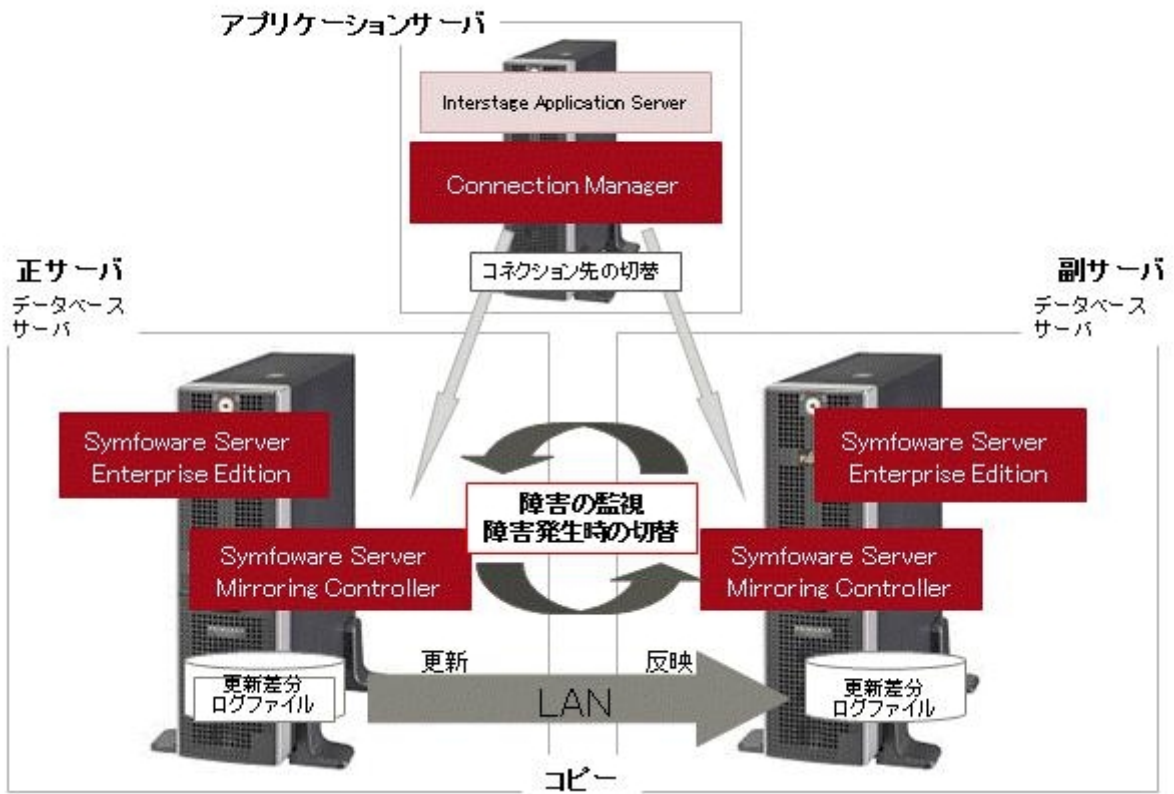 アプリケーションサーバ
Interstage Application Server
Connection Manager
コネクション先の切替
正サーバ
データベース
サーバ
副サーバ
データベース
サーバ
Symfoware Server
Enterprise Edition
Symfoware Server
Enterprise Edition
障害の監視
障害発生時の切替
Symfoware Server
Mirroring Controller
Symfoware Server
Mirroring Controller
更新
反映
LAN
更新差分
ログファイル
更新差分
ログファイル
コピー